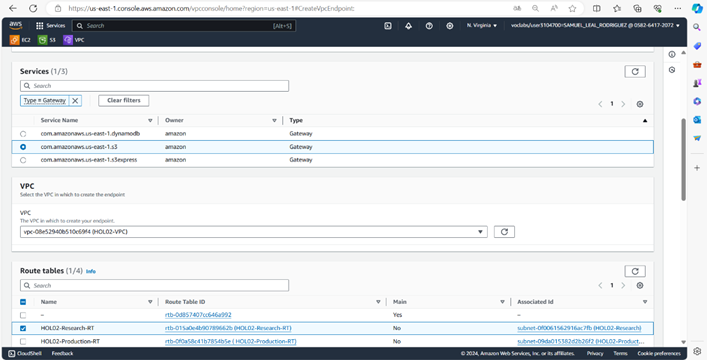 https://us-east-1.console.aws.amazon.com/vpcconsole/home?region=us-east-1#CreateVpcEndpoint:
aws Services Search [Alt+S] N. Virginia voclabs/user3104700=SAMUEL_LEAL_RODRIGUEZ @ 0582-6417-2072
EC2 S3 VPC
Services (1/3)
Search
Type = Gateway Clear filters
1
Service Name Owner Type
com.amazonaws.us-east-1.dynamodb amazon Gateway
com.amazonaws.us-east-1.s3 amazon Gateway
com.amazonaws.us-east-1.s3express amazon Gateway
VPC
Select the VPC in which to create the endpoint
VPC
The VPC in which to create your endpoint.
vpc-08e52940b510c69f4 (HOL02-VPC)
Route tables (1/4) Info
Search
1
Name Route Table ID Main Associated Id
– rtb-0d857407cc646a992 Yes –
HOL02-Research-RT rtb-015a0e4b90789662b (HOL02-Research-RT) No subnet-0f0061562916ac7fb (HOL02-Research)
HOL02-Production-RT rtb-0f0a58c41b7854b5e ( HOL02-Production-RT) No subnet-09da015382d2b26f2 (HOL02-Product...
CloudShell Feedback © 2024, Amazon Web Services, Inc. or its affiliates. Privacy Terms Cookie preferences